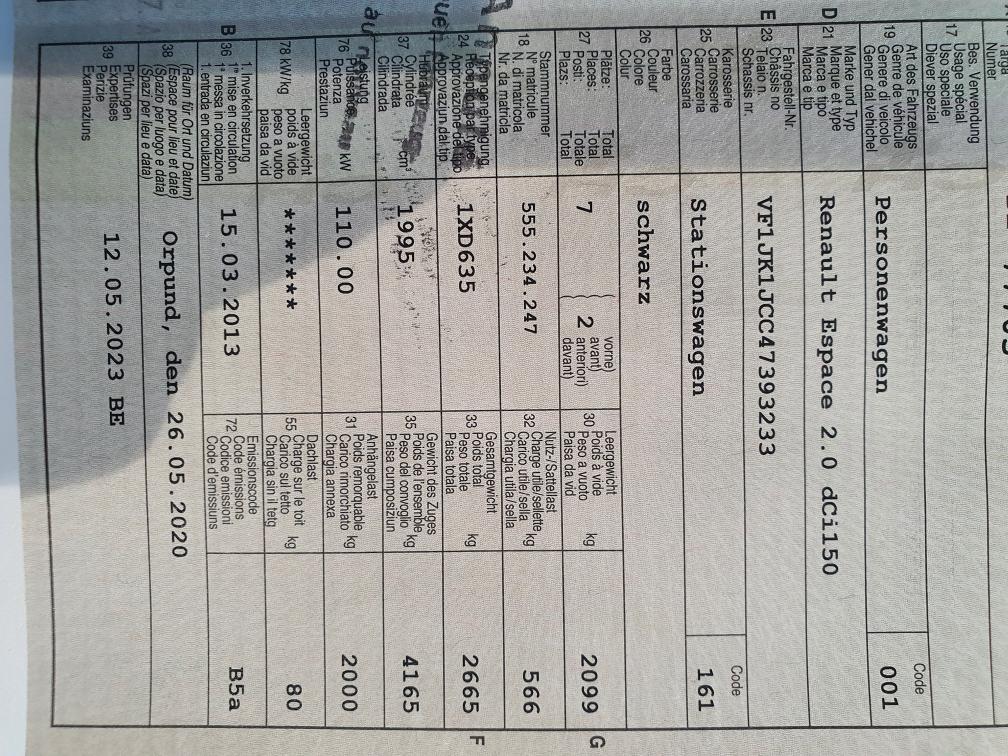 Bes. Verwendung
17 Usage spécial
Uso speciale
Diever spezial
Art des Fahrzeugs
19 Genre de véhicule
Genere di veicolo
Gener da vehichel
Personenwagen
Code
001
Marke und Typ
D 21 Marque et type
Marca e tipo
Marca e tip
Renault Espace 2.0 dCi150
Fahrgestell-Nr.
E 23 Châssis no
Telaio n.
Schassis nr.
VF1JK1JCC47393233
Karosserie
25 Carrosserie
Carrozzeria
Carossaria
Stationswagen
Code
161
Farbe
26 Couleur
Colore
Colur
schwarz
Plätze: Total
27 Places: Total
Posti: Totale
Plazs: Total
7
2
vorne)
avant)
anteriori)
davant)
Leergewicht
30 Poids à vide
Peso a vuoto
Paisa da vid kg
2099
G
Stammnummer
18 N° matricule
N. di matricola
Nr. da matricla
555.234.247
Nutz-/Sattellast
32 Charge utile/sellette
Carico utile/sella
Chargia utila/sella
566
Typengenehmigung
24 Réception par type
Approvazione del tipo
Approvaziun dal tip
1XD635
Gesamtgewicht
33 Poids total
Peso totale
Paisa totala kg
2665
F
37 Cylindrée
Cilindrata
Cilindrada cm³
1995
Gewicht des Zuges
35 Poids de l'ensemble
Peso del convoglio
Paisa cumposiziun kg
4165
Leistung
76 Puissance
Potenza kW
Prestaziun
110.00
Anhängelast
31 Poids remorquable
Carico rimorchiato kg
Chargia annexa
2000
Leergewicht
78 kW/kg poids à vide
peso a vuoto
paisa da vid
*******
Dachlast
55 Charge sur le toit
Carico sul tetto kg
Chargia sin il tetg
80
1. Inverkehrsetzung
B 36 1re mise en circulation
1a messa in circolazione
1. entrada en circulaziun
15.03.2013
Emissionscode
72 Code émissions
Codice emissioni
Code d'emissiuns
B5a
(Raum für Ort und Datum)
38 (Espace pour lieu et date)
(Spazio per luogo e data)
(Spazi per lieu e data)
Orpund, den 26.05.2020
Prüfungen
39 Expertises
Perizie
Examinaziuns
12.05.2023 BE